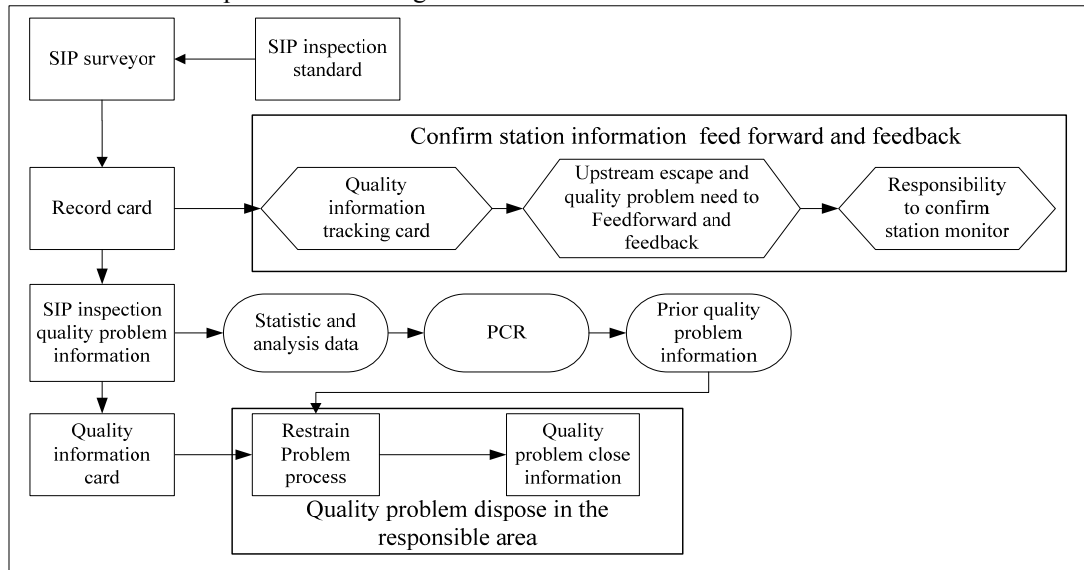 SIP surveyor
SIP inspection
standard
Confirm station information feed forward and feedback
Record card
Quality
information
tracking card
Upstream escape and
quality problem need to
Feedforward and
feedback
Responsibility
to confirm
station monitor
SIP inspection
quality problem
information
Statistic and
analysis data
PCR
Prior quality
problem
information
Quality
information
card
Restrain
Problem
process
Quality
problem close
information
Quality problem dispose in the
responsible area